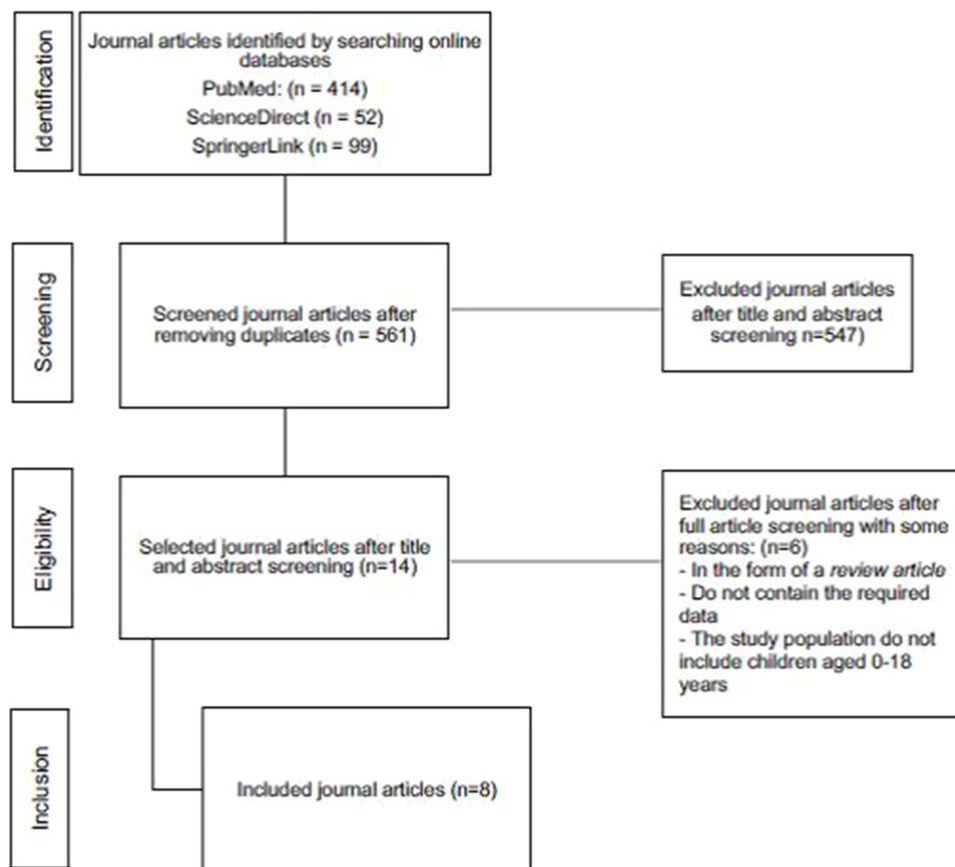 Identification
Journal articles identified by searching online
databases
PubMed: (n = 414)
ScienceDirect (n = 52)
SpringerLink (n = 99)
Screening
Screened journal articles after
removing duplicates (n = 561)
Excluded journal articles
after title and abstract
screening n=547)
Eligibility
Selected journal articles after title
and abstract screening (n=14)
Excluded journal articles after
full article screening with some
reasons: (n=6)
- In the form of a review article
- Do not contain the required
data
- The study population do not
include children aged 0-18
years
Inclusion
Included journal articles (n=8)